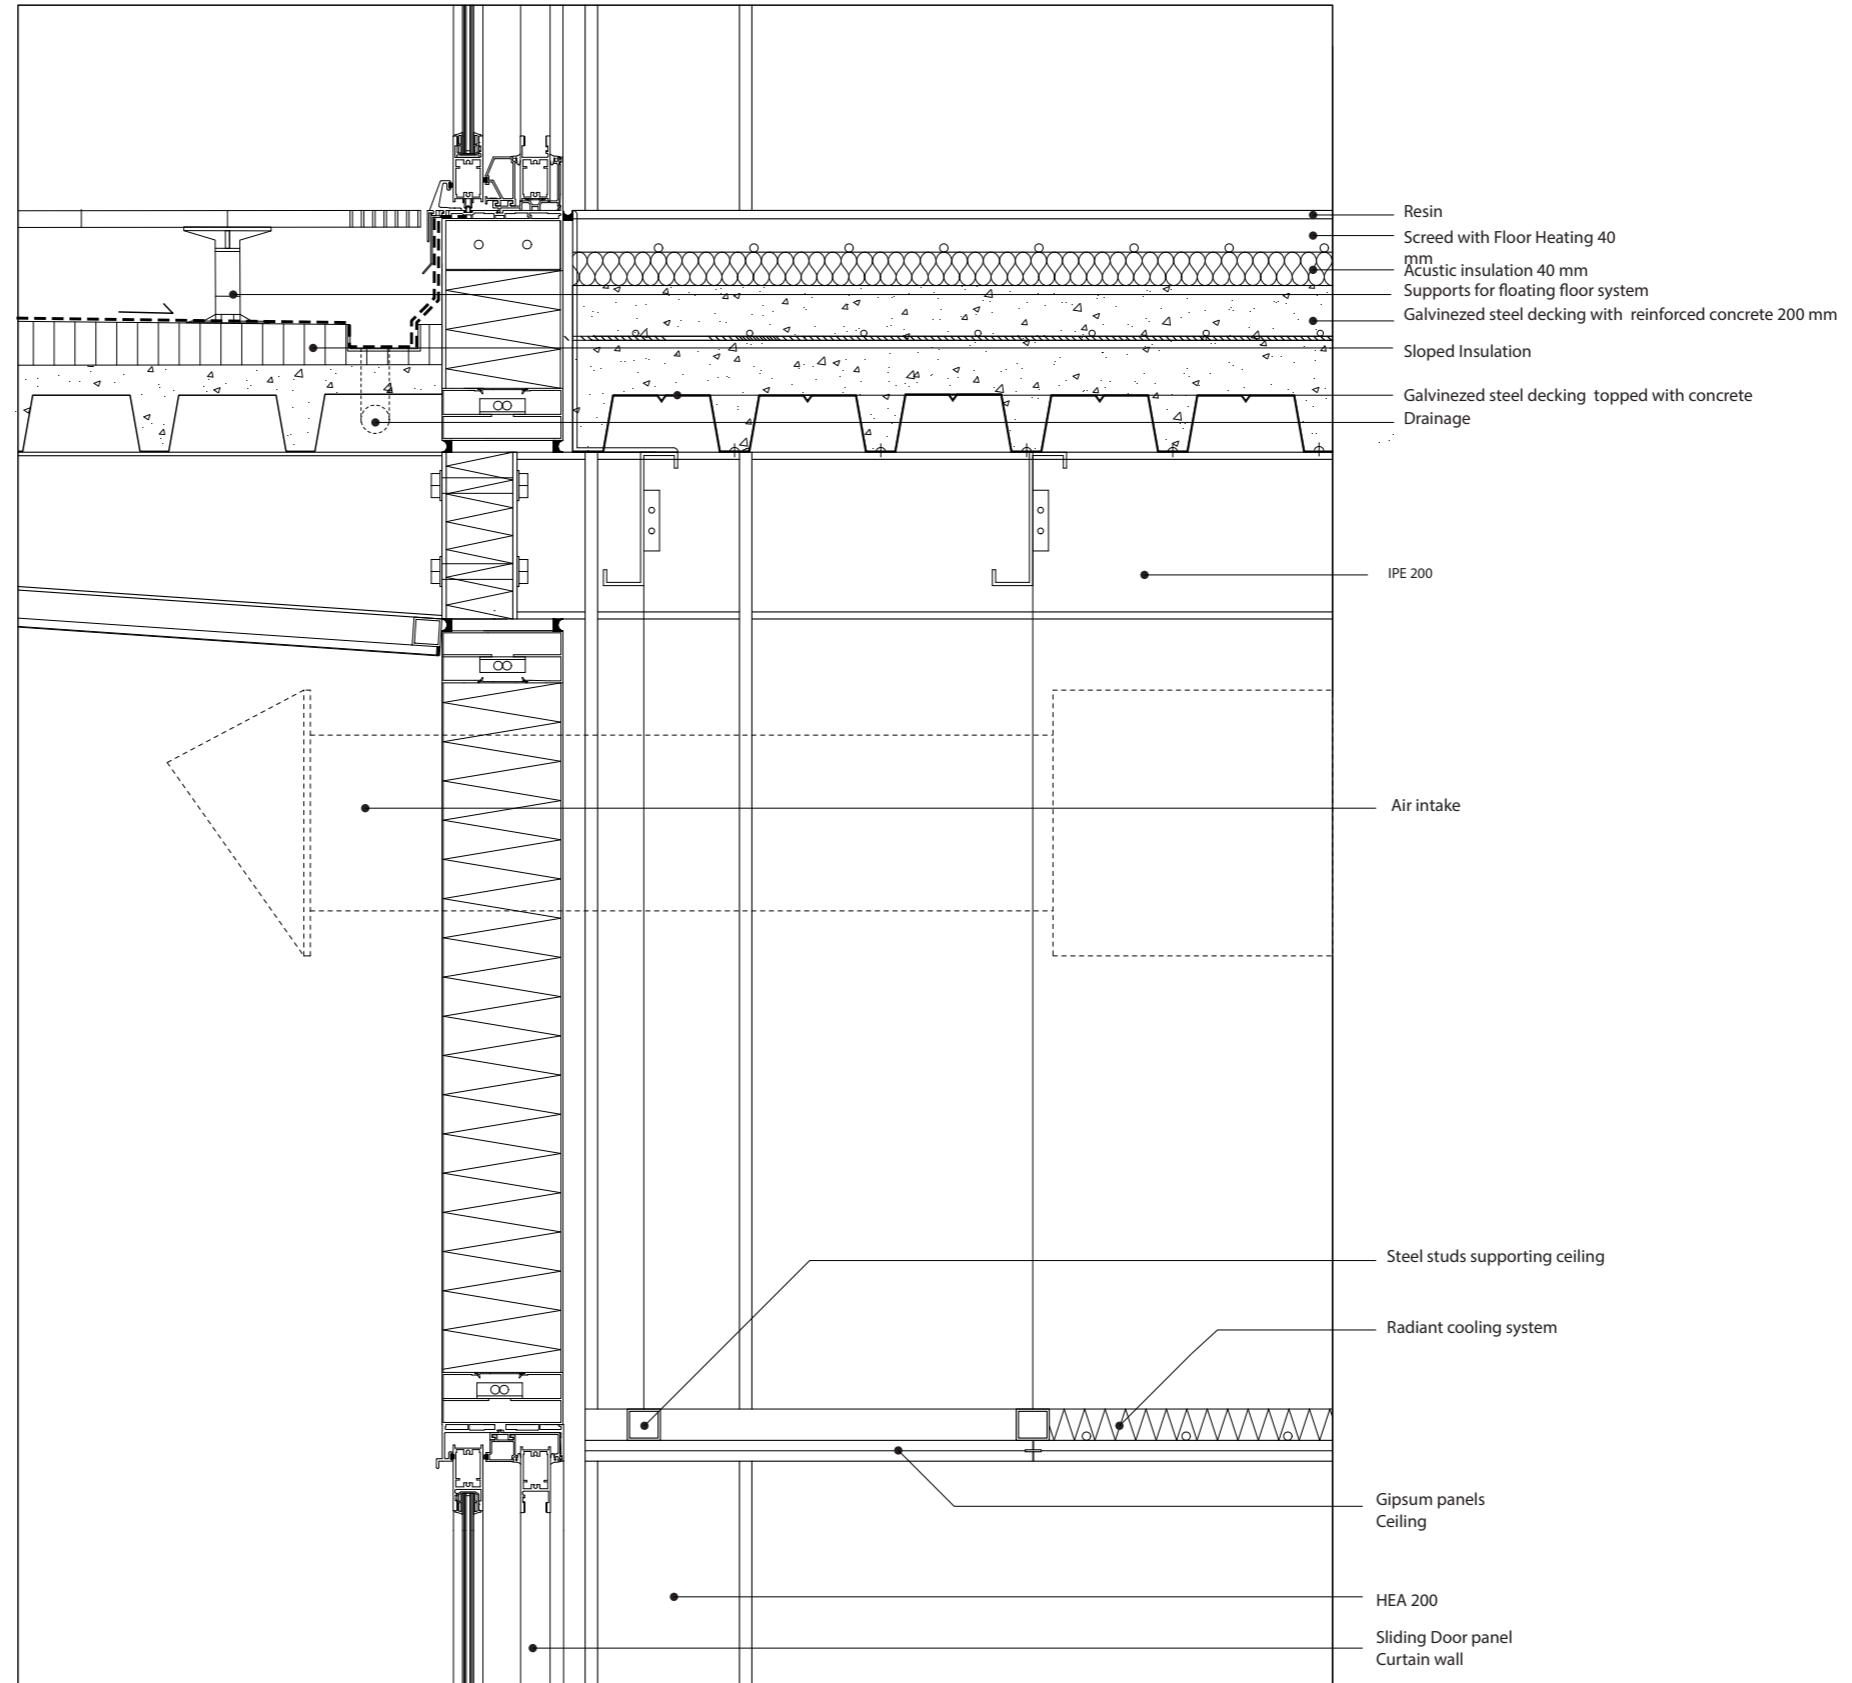 Resin
Screed with Floor Heating 40
mm
Acustic insulation 40 mm
Supports for floating floor system
Galvinezed steel decking with reinforced concrete 200 mm
Sloped Insulation
Galvinezed steel decking topped with concrete
Drainage
IPE 200
Air intake
Steel studs supporting ceiling
Radiant cooling system
Gipsum panels
Ceiling
HEA 200
Sliding Door panel
Curtain wall